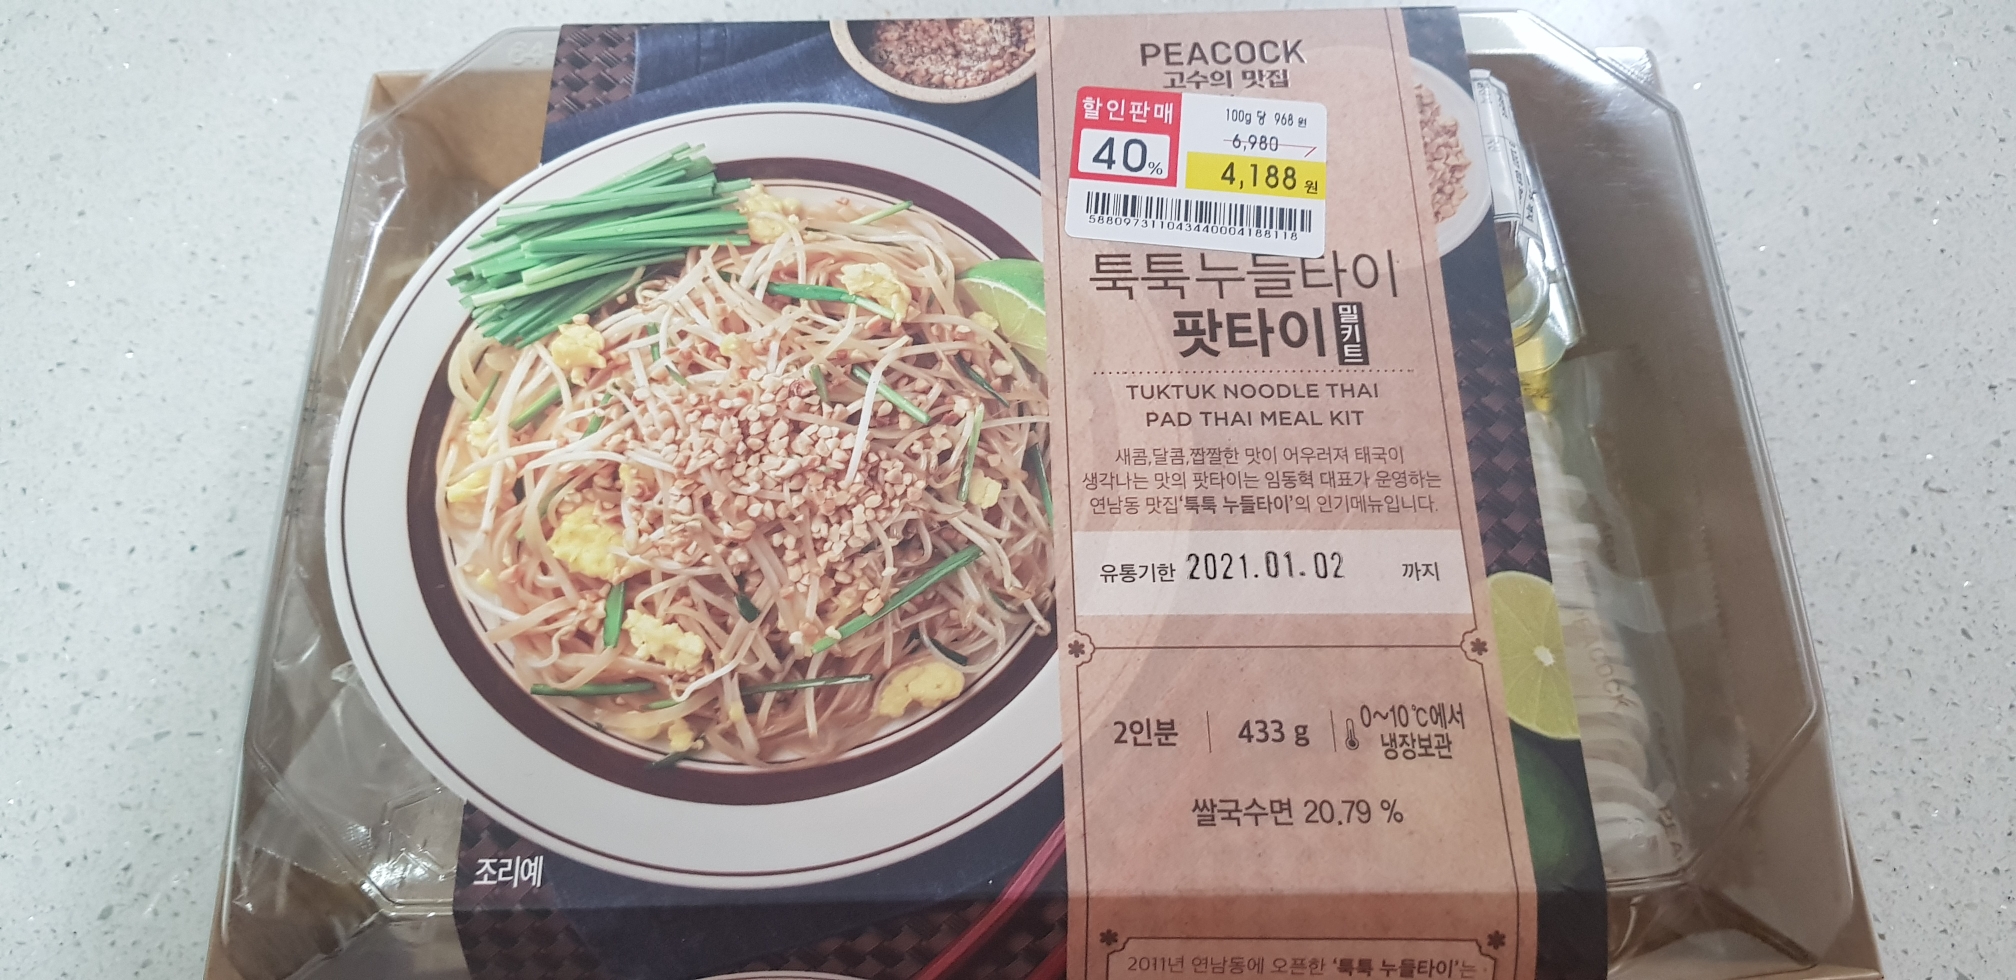 PEACOCK
고수의 맛집
할인판매
40%
100g 당 968 원
6,980
4,188 원
5880973110434400041881​18
툭툭누들타이
팟타이
밀키트
TUKTUK NOODLE THAI
PAD THAI MEAL KIT
새콤,달콤,짭짤한 맛이 어우러져 태국이
생각나는 맛의 팟타이는 임동혁 대표가 운영하는
연남동 맛집'툭툭 누들타이'의 인기메뉴입니다.
유통기한 2021.01.02 까지
2인분
433 g
0~10℃에서
냉장보관
쌀국수면 20.79 %
조리예
2011년 연남동에 오픈한 '툭툭 누들타이'는